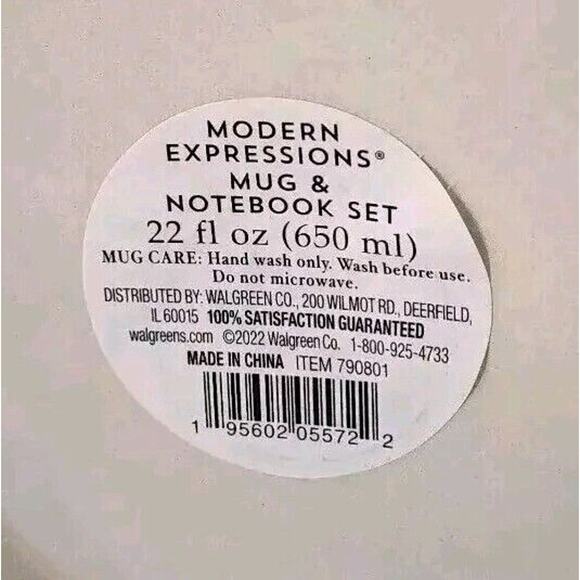 MODERN
EXPRESSIONS®
MUG &
NOTEBOOK SET
22 fl oz (650 ml)
MUG CARE: Hand wash only. Wash before use.
Do not microwave.
DISTRIBUTED BY: WALGREEN CO., 200 WILMOT RD., DEERFIELD,
IL 60015 100% SATISFACTION GUARANTEED
walgreens.com ©2022 Walgreen Co. 1-800-925-4733
MADE IN CHINA ITEM 790801
1 95602 05572 2